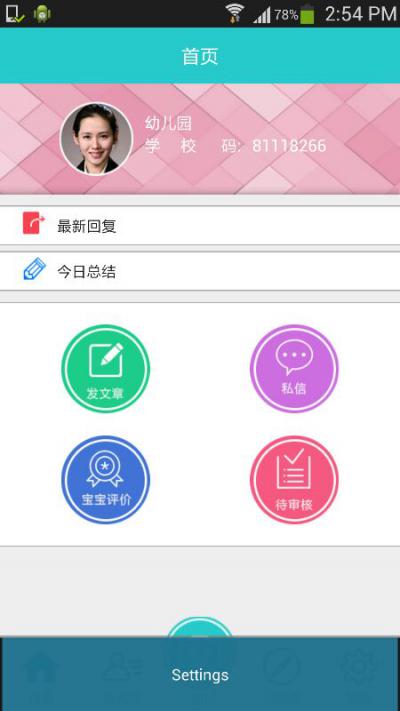 78% 2:54 PM
首页
幼儿园
学 校 码: 81118266
最新回复
今日总结
发文章
私信
宝宝评价
待审核
Settings